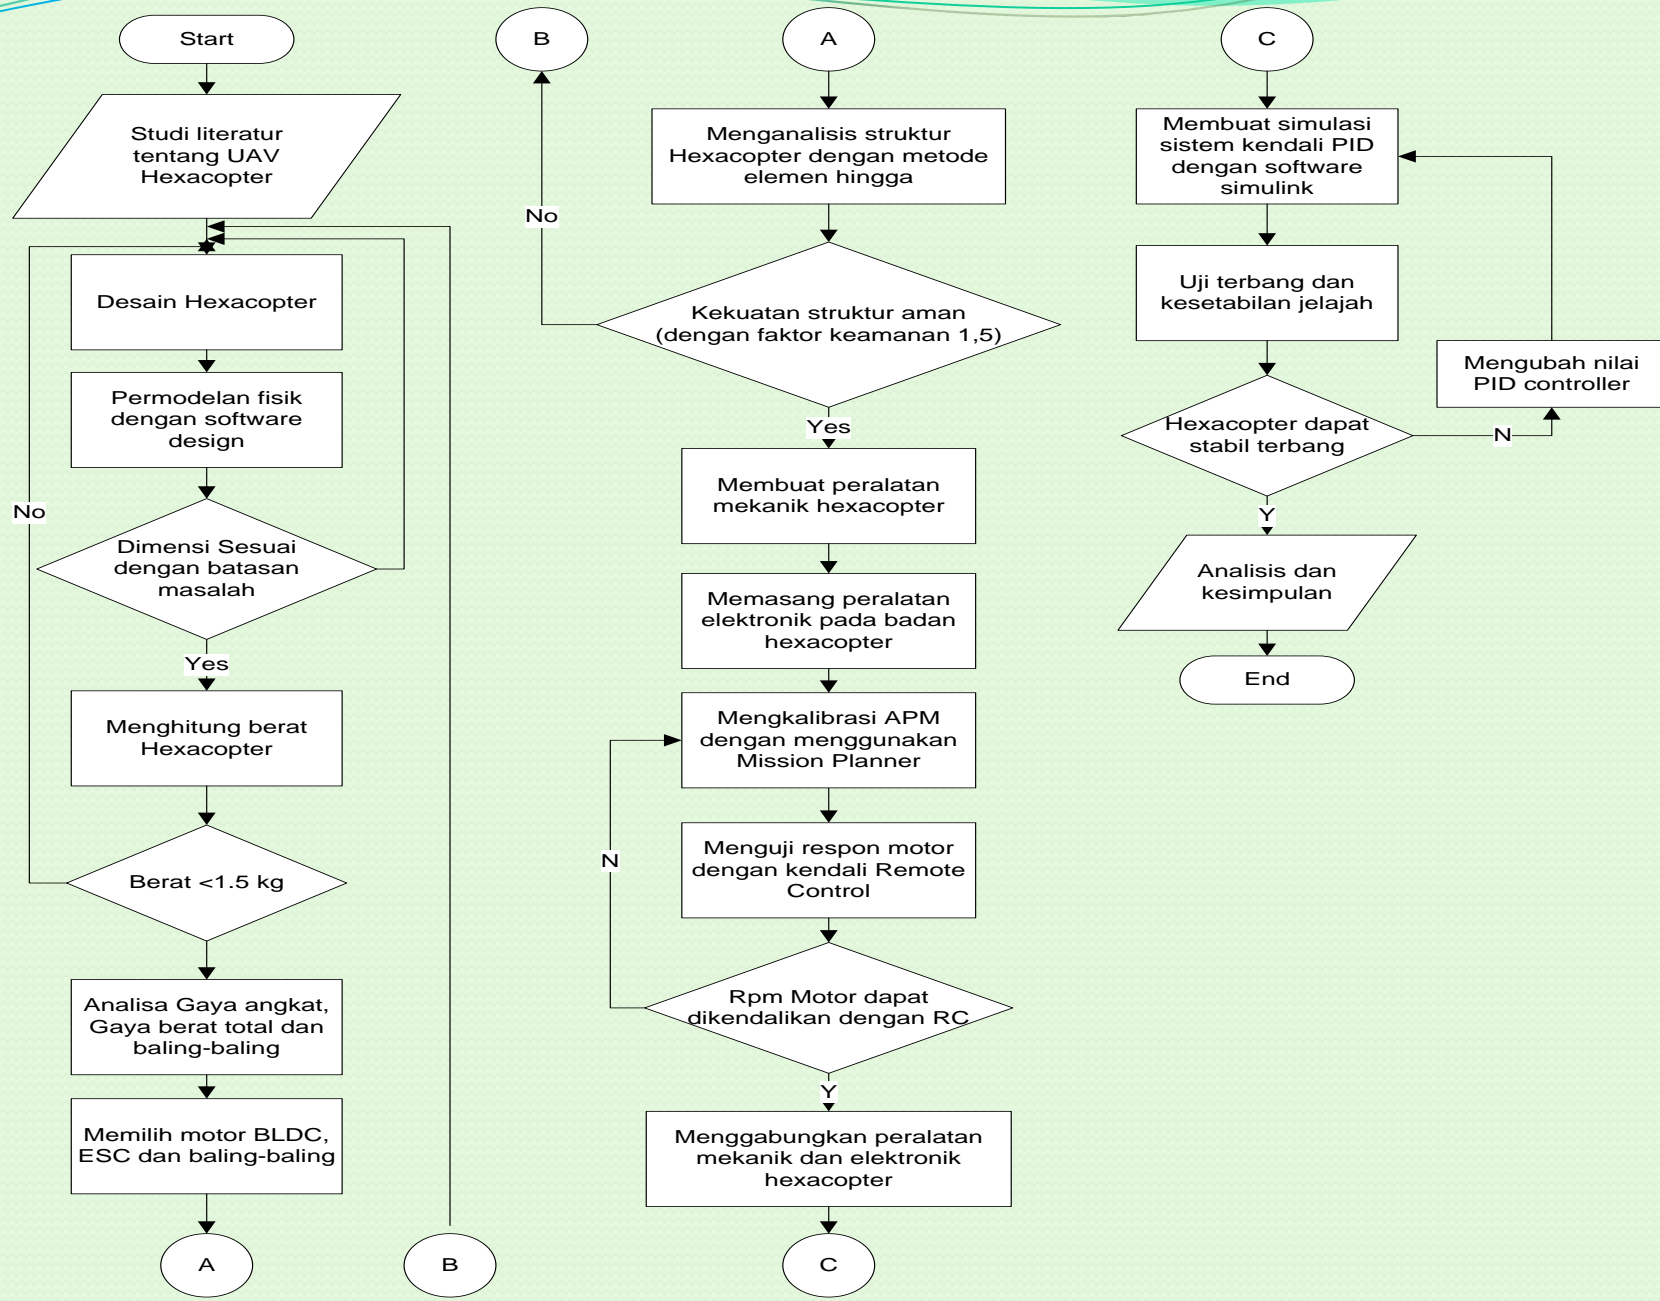 Start
Studi literatur
tentang UAV
Hexacopter
Desain Hexacopter
Permodelan fisik
dengan software
design
No
Dimensi Sesuai
dengan batasan
masalah
Yes
Menghitung berat
Hexacopter
Berat <1.5 kg
Analisa Gaya angkat,
Gaya berat total dan
baling-baling
Memilih motor BLDC,
ESC dan baling-baling
A
B
B
No
A
Menganalisis struktur
Hexacopter dengan metode
elemen hingga
Kekuatan struktur aman
(dengan faktor keamanan 1,5)
Yes
Membuat peralatan
mekanik hexacopter
Memasang peralatan
elektronik pada badan
hexacopter
Mengkalibrasi APM
dengan menggunakan
Mission Planner
Menguji respon motor
dengan kendali Remote
Control
N
Rpm Motor dapat
dikendalikan dengan RC
Y
Menggabungkan peralatan
mekanik dan elektronik
hexacopter
C
C
Membuat simulasi
sistem kendali PID
dengan software
simulink
Uji terbang dan
kesetabilan jelajah
Mengubah nilai
PID controller
Hexacopter dapat
stabil terbang
N
Y
Analisis dan
kesimpulan
End